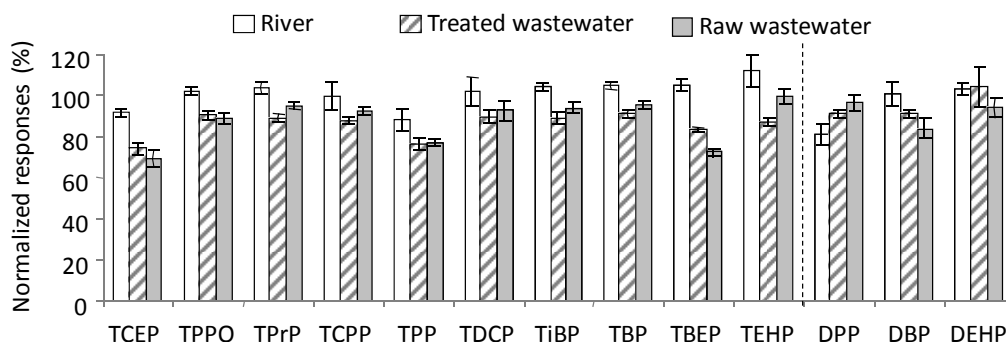 River Treated wastewater Raw wastewater
Normalized responses (%)
120
100
80
60
40
20
0
TCEP TPPO TPrP TCPP TPP TDCP TiBP TBP TBEP TEHP DPP DBP DEHP